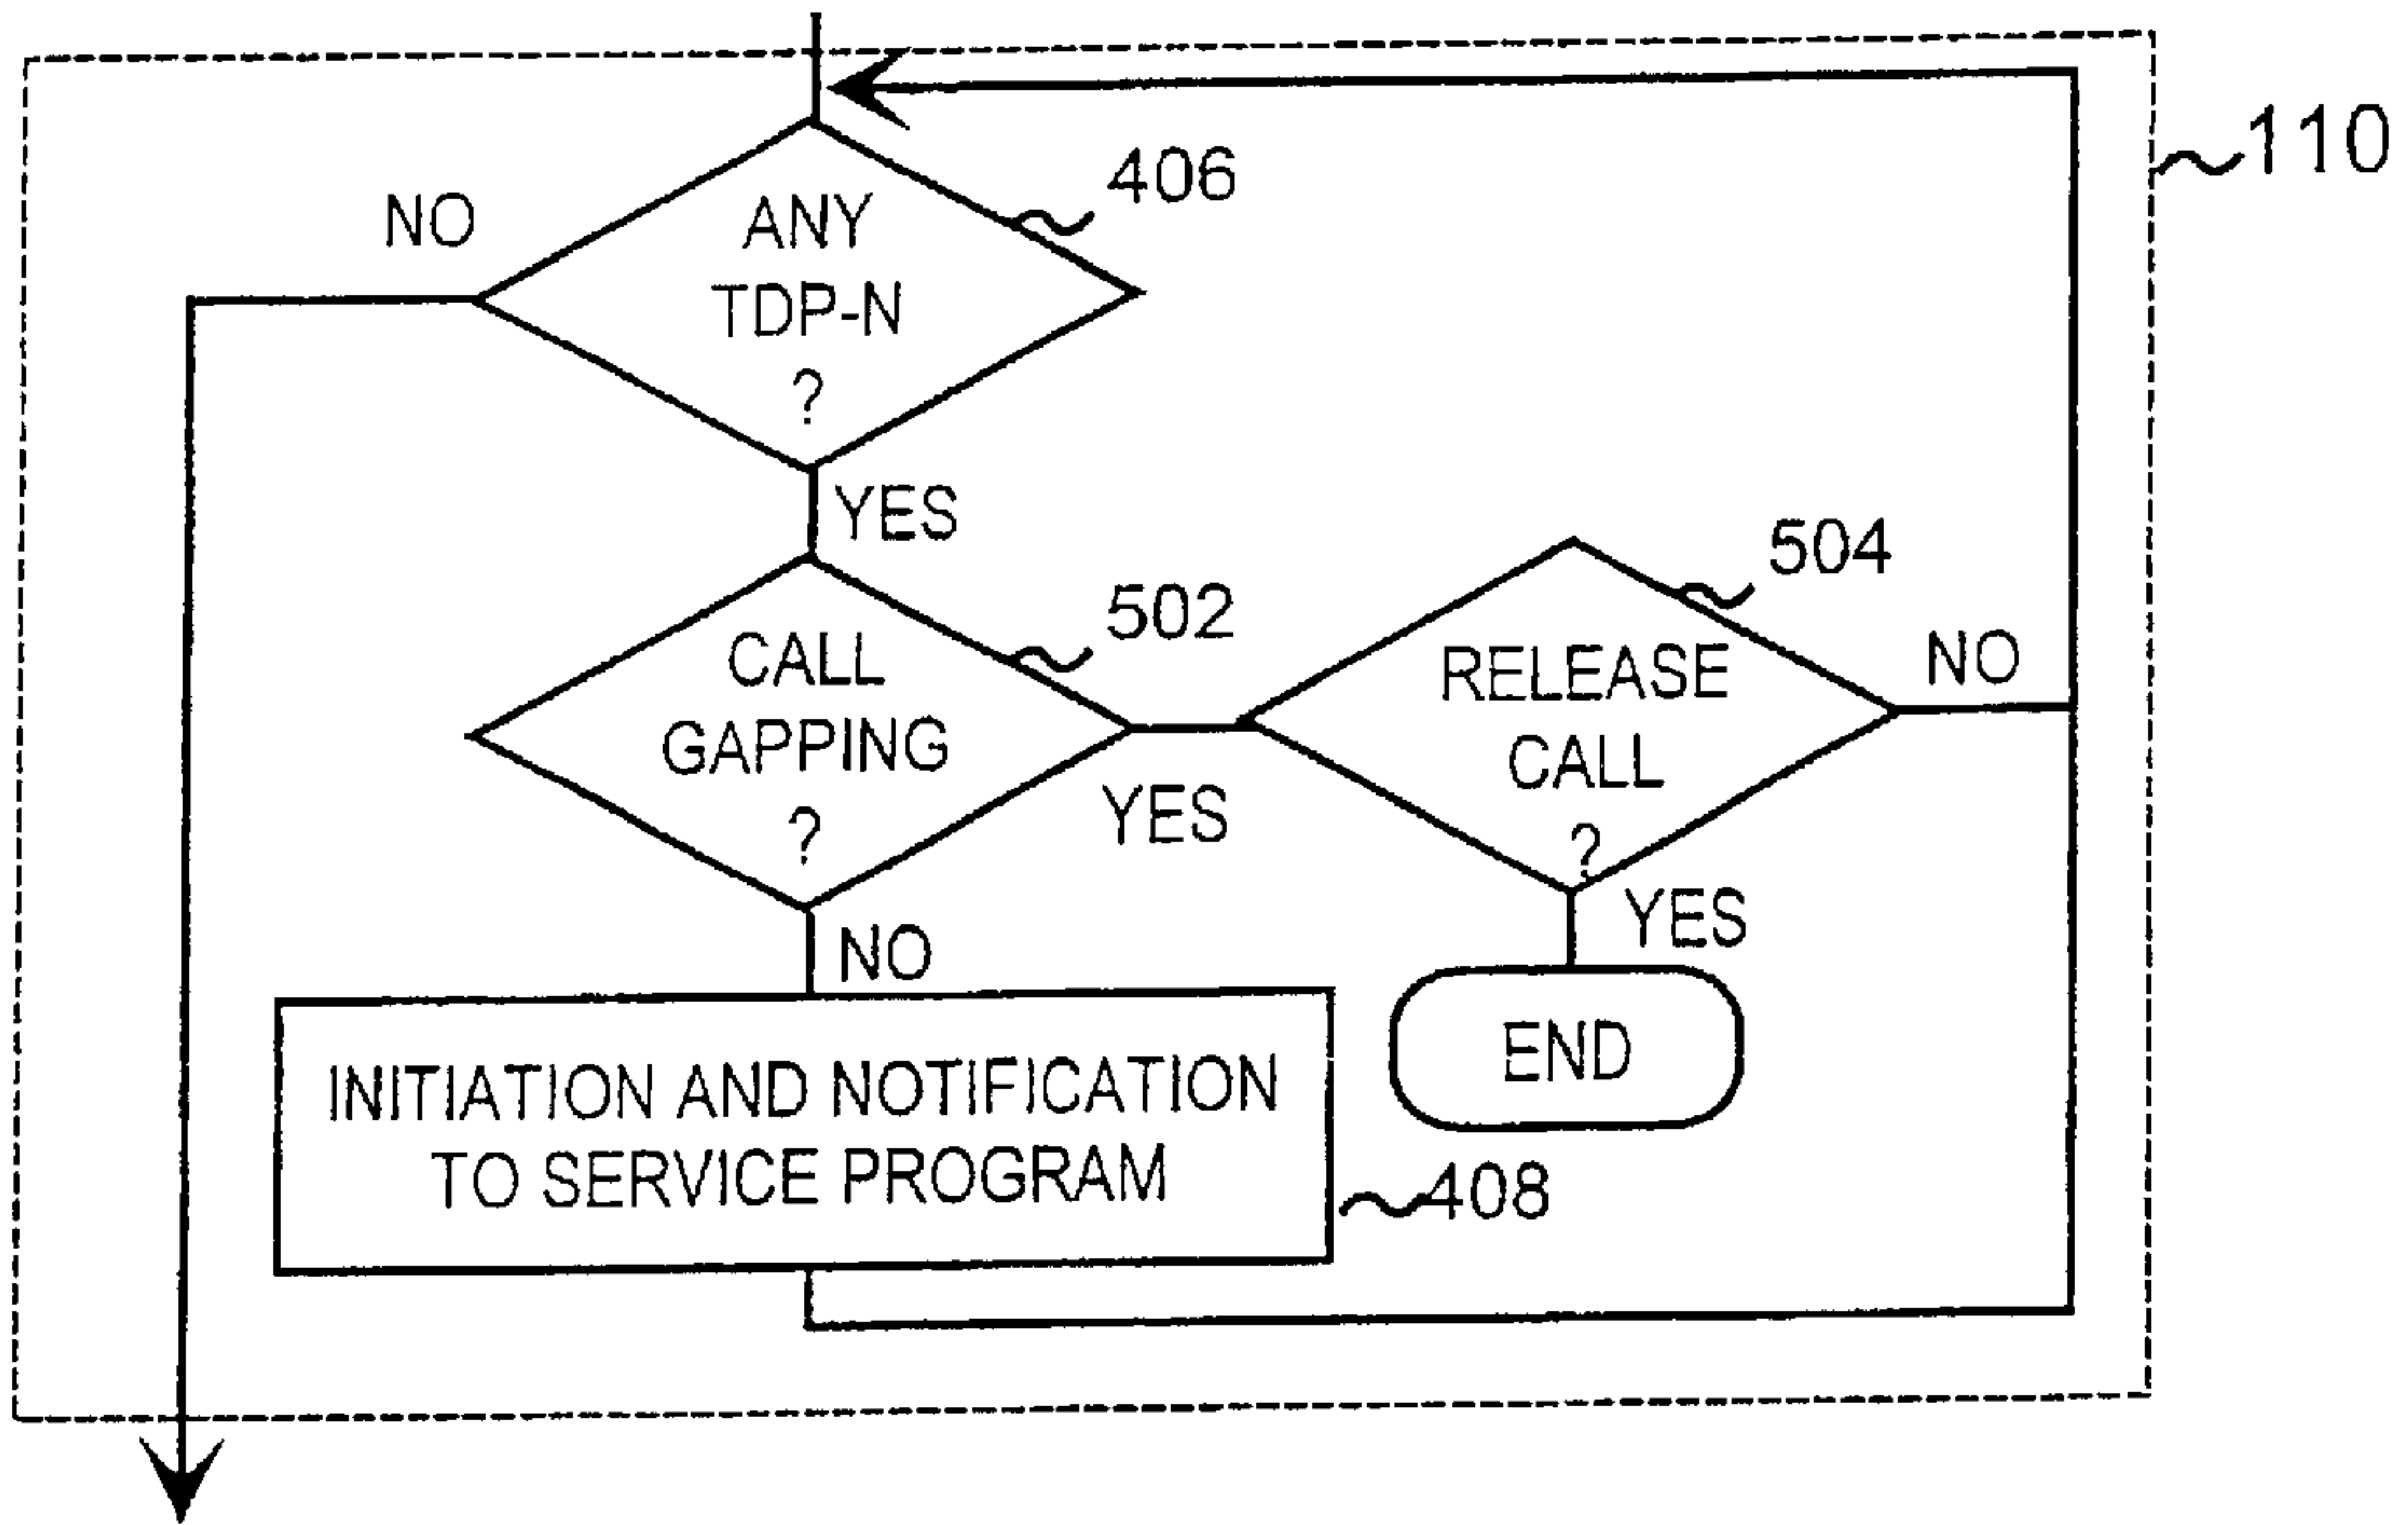 110
406
NO
ANY
TDP-N
?
YES
504
502
CALL
GAPPING
?
YES
RELEASE
CALL
?
NO
YES
NO
END
INITIATION AND NOTIFICATION
TO SERVICE PROGRAM
408